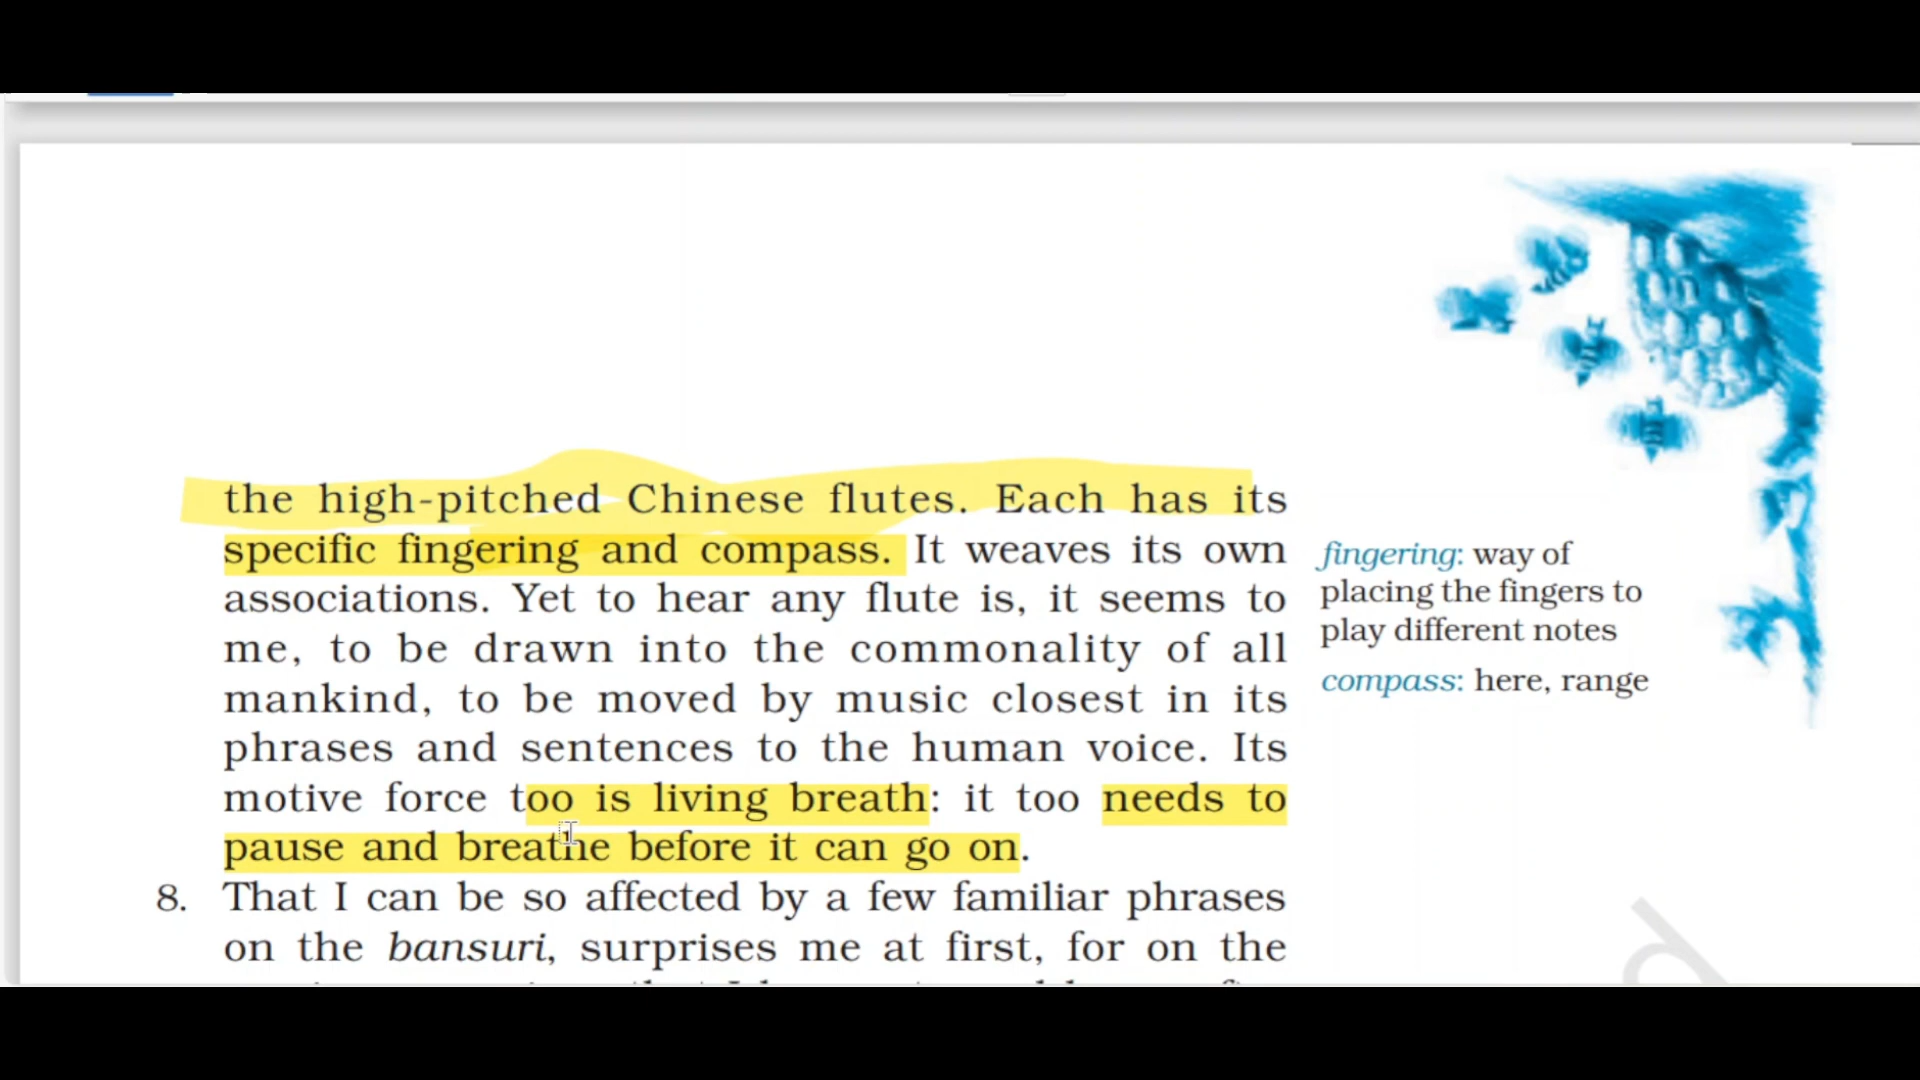 the high-pitched Chinese flutes. Each has its
specific fingering and compass. It weaves its own
associations. Yet to hear any flute is, it seems to
me, to be drawn into the commonality of all
mankind, to be moved by music closest in its
phrases and sentences to the human voice. Its
motive force too is living breath: it too needs to
pause and breathe before it can go on.
8. That I can be so affected by a few familiar phrases
on the bansuri, surprises me at first, for on the
fingering: way of
placing the fingers to
play different notes
compass: here, range